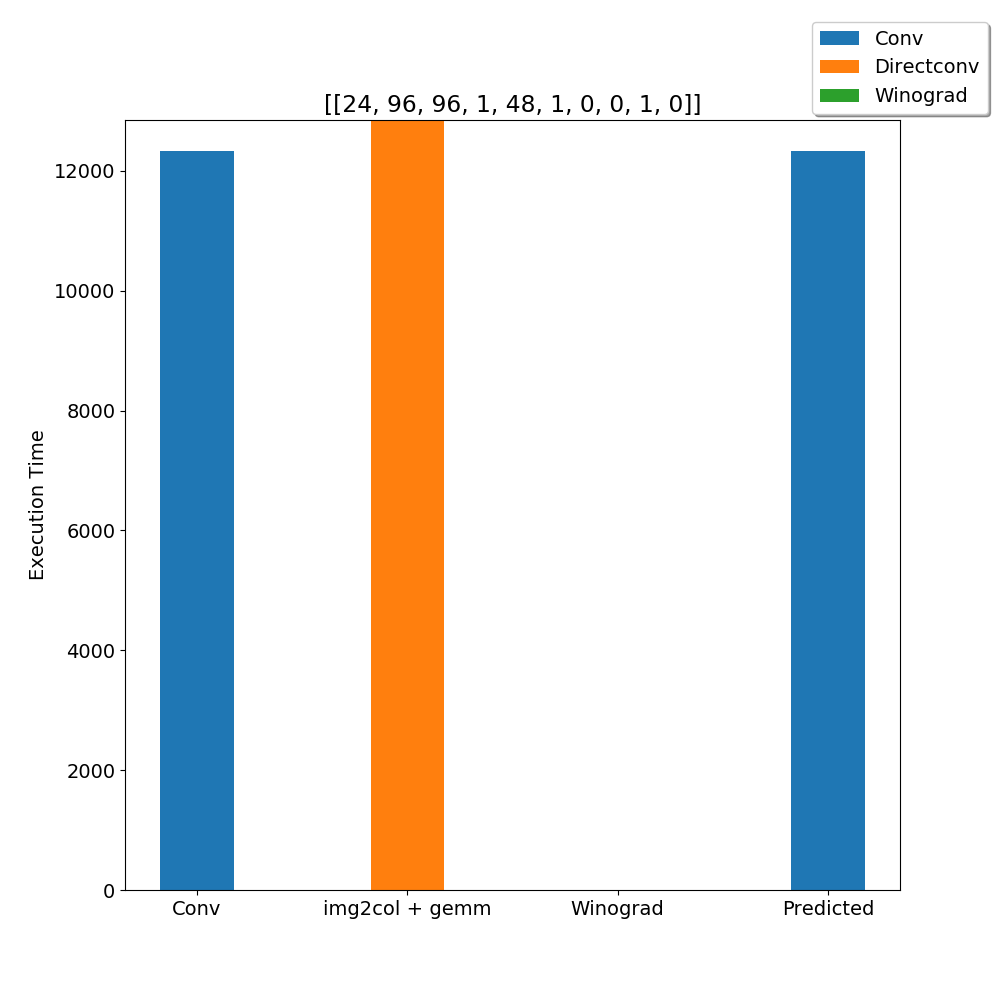 Conv
Directconv
Winograd
[[24, 96, 96, 1, 48, 1, 0, 0, 1, 0]]
12000
10000
8000
6000
4000
2000
0
Execution Time
Conv
img2col + gemm
Winograd
Predicted